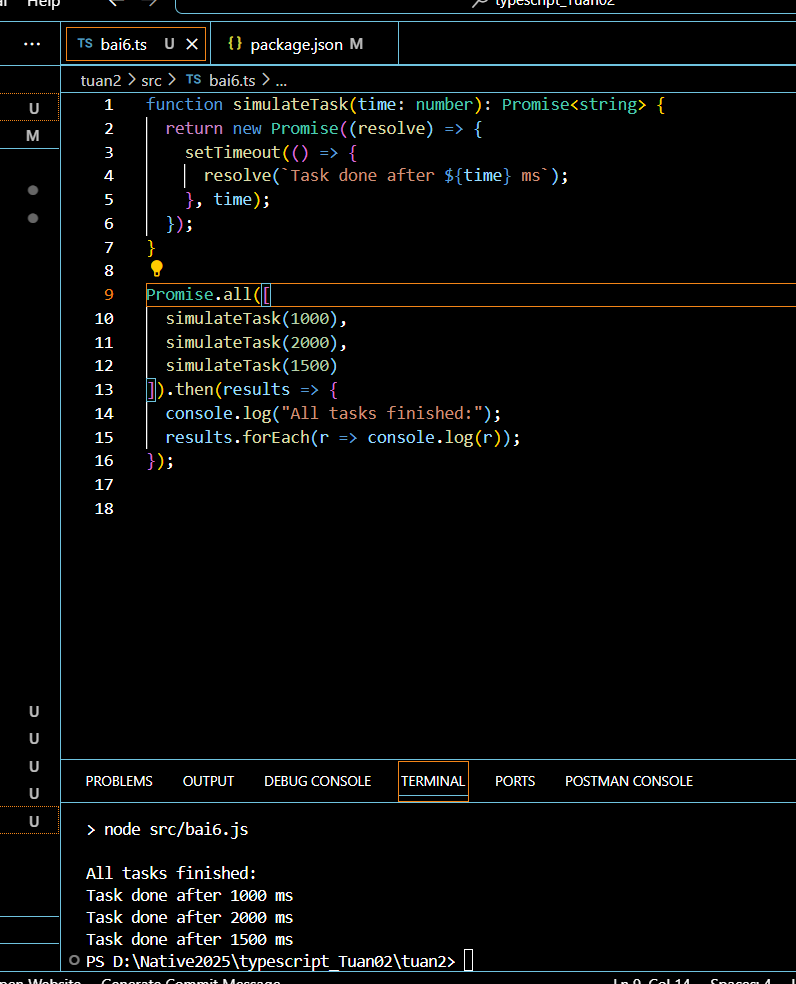 Help
typescript_Tuan02
...
TS bai6.ts U
{} package.json M
tuan2 > src > TS bai6.ts > ...
U
M
1 function simulateTask(time: number): Promise<string> {
2 return new Promise((resolve) => {
3 setTimeout(() => {
4 resolve(`Task done after ${time} ms`);
5 }, time);
6 });
7 }
8
9 Promise.all([
10 simulateTask(1000),
11 simulateTask(2000),
12 simulateTask(1500)
13 ]).then(results => {
14 console.log("All tasks finished:");
15 results.forEach(r => console.log(r));
16 });
17
18
U
U
U
U
U
PROBLEMS OUTPUT DEBUG CONSOLE TERMINAL PORTS POSTMAN CONSOLE
> node src/bai6.js
All tasks finished:
Task done after 1000 ms
Task done after 2000 ms
Task done after 1500 ms
PS D:\Native2025\typescript_Tuan02\tuan2>
Website Generate Commit Message Ln 9, Col 14 Spaces: 4